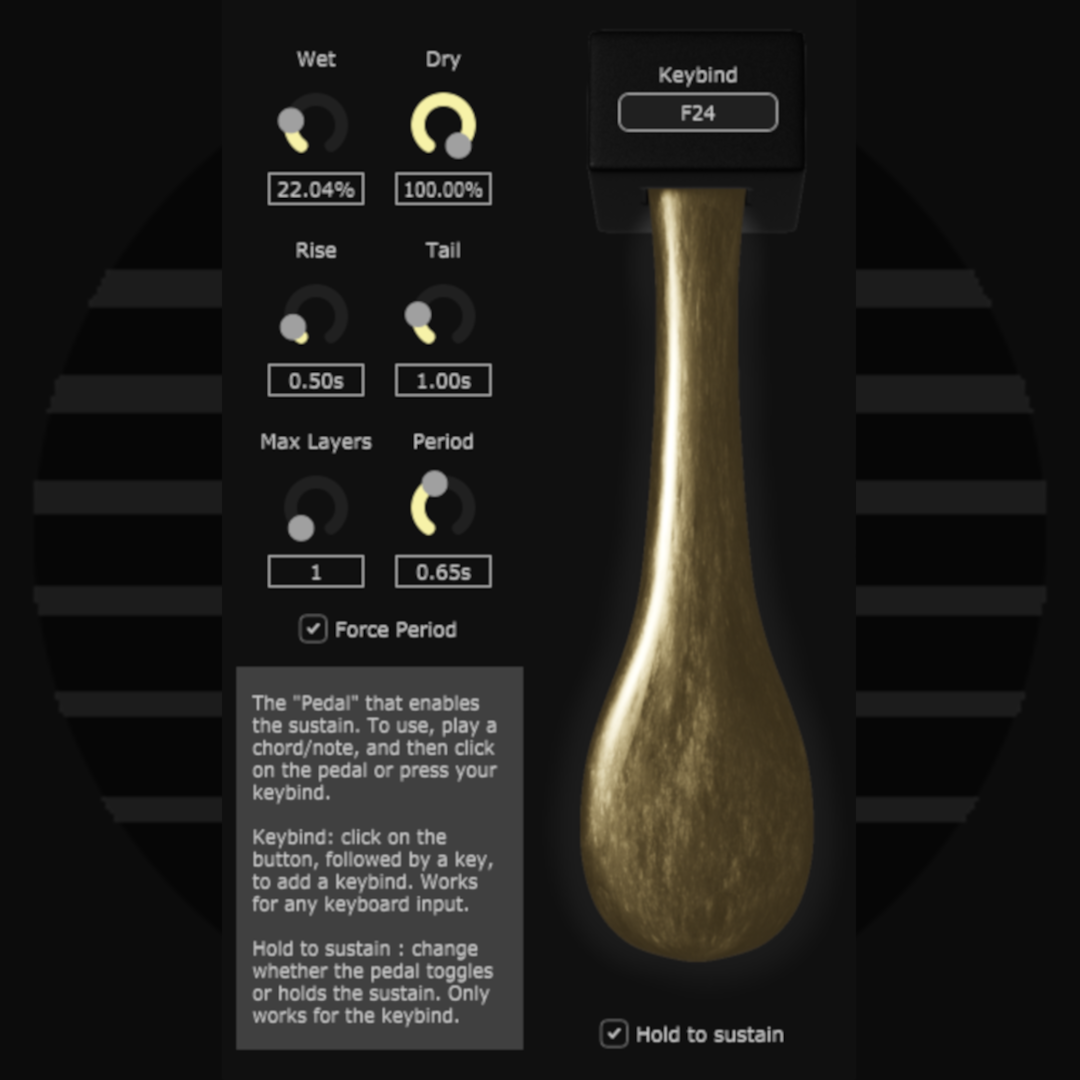 Wet
Dry
22.04%
100.00%
Rise
Tail
0.50s
1.00s
Max Layers
Period
1
0.65s
Force Period
The "Pedal" that enables
the sustain. To use, play a
chord/note, and then click
on the pedal or press your
keybind.
Keybind: click on the
button, followed by a key,
to add a keybind. Works
for any keyboard input.
Hold to sustain : change
whether the pedal toggles
or holds the sustain. Only
works for the keybind.
Keybind
F24
Hold to sustain